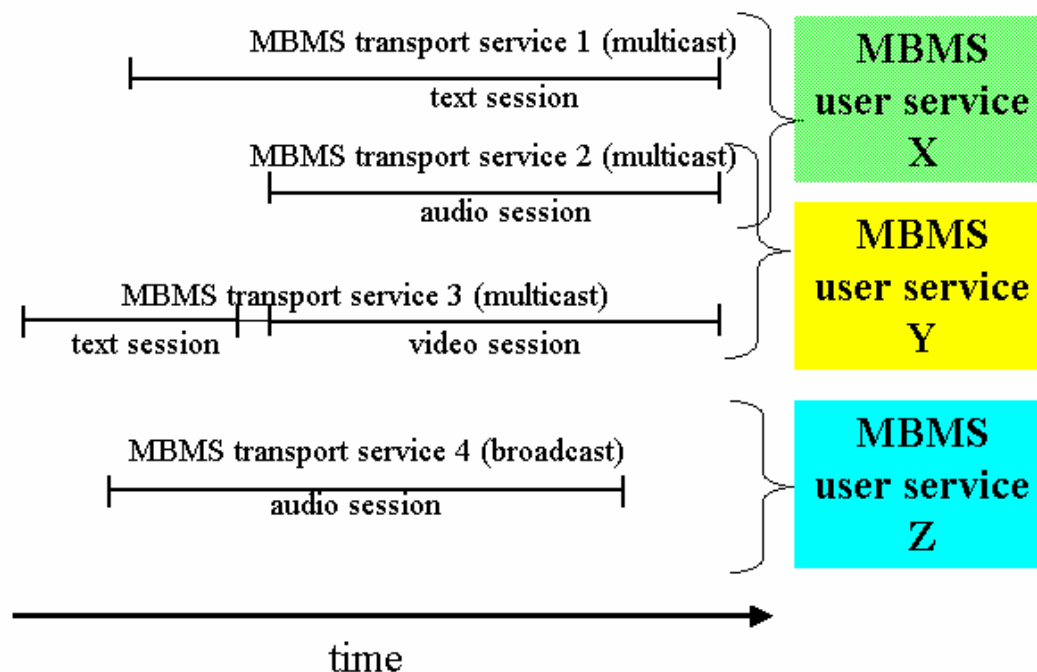 MBMS transport service 1 (multicast)
text session
MBMS transport service 2 (multicast)
audio session
MBMS transport service 3 (multicast)
text session
video session
MBMS transport service 4 (broadcast)
audio session
MBMS
user service
X
MBMS
user service
Y
MBMS
user service
Z
time